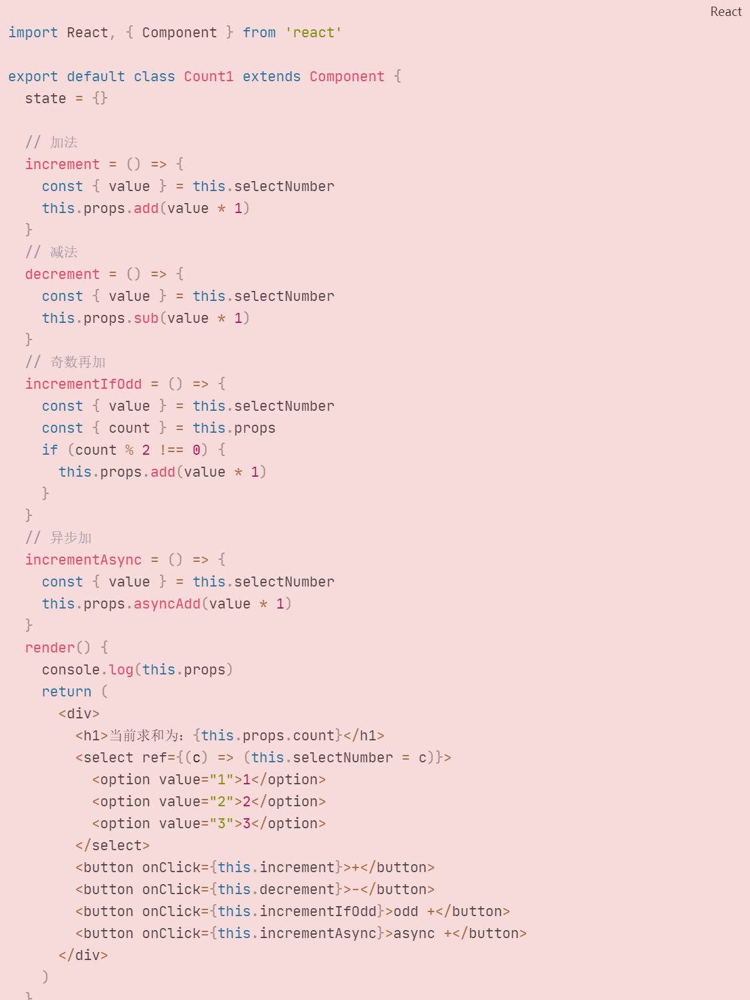 React
import React, { Component } from 'react'
export default class Count1 extends Component {
  state = {}
  // 加法
  increment = () => {
    const { value } = this.selectNumber
    this.props.add(value * 1)
  }
  // 减法
  decrement = () => {
    const { value } = this.selectNumber
    this.props.sub(value * 1)
  }
  // 奇数再加
  incrementIfOdd = () => {
    const { value } = this.selectNumber
    const { count } = this.props
    if (count % 2 !== 0) {
      this.props.add(value * 1)
    }
  }
  // 异步加
  incrementAsync = () => {
    const { value } = this.selectNumber
    this.props.asyncAdd(value * 1)
  }
  render() {
    console.log(this.props)
    return (
      <div>
        <h1>当前求和为：{this.props.count}</h1>
        <select ref={(c) => (this.selectNumber = c)}>
          <option value="1">1</option>
          <option value="2">2</option>
          <option value="3">3</option>
        </select>
        <button onClick={this.increment}>+</button>
        <button onClick={this.decrement}>-</button>
        <button onClick={this.incrementIfOdd}>odd +</button>
        <button onClick={this.incrementAsync}>async +</button>
      </div>
    )
  }